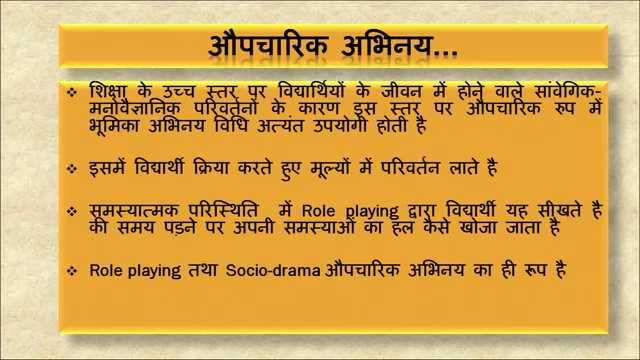 औपचारिक अभिनय...
❖ शिक्षा के उच्च स्तर पर विद्यार्थियों के जीवन में होने वाले सांवेगिक-
मनोवैज्ञानिक परिवर्तनों के कारण इस स्तर पर औपचारिक रुप में
भूमिका अभिनय विधि अत्यंत उपयोगी होती है
❖ इसमें विद्यार्थी क्रिया करते हुए मूल्यों में परिवर्तन लाते है
❖ समस्यात्मक परिस्थिति में Role playing द्वारा विद्यार्थी यह सीखते है
की समय पड़ने पर अपनी समस्याओं का हल कैसे खोजा जाता है
❖ Role playing तथा Socio-drama औपचारिक अभिनय का ही रूप है